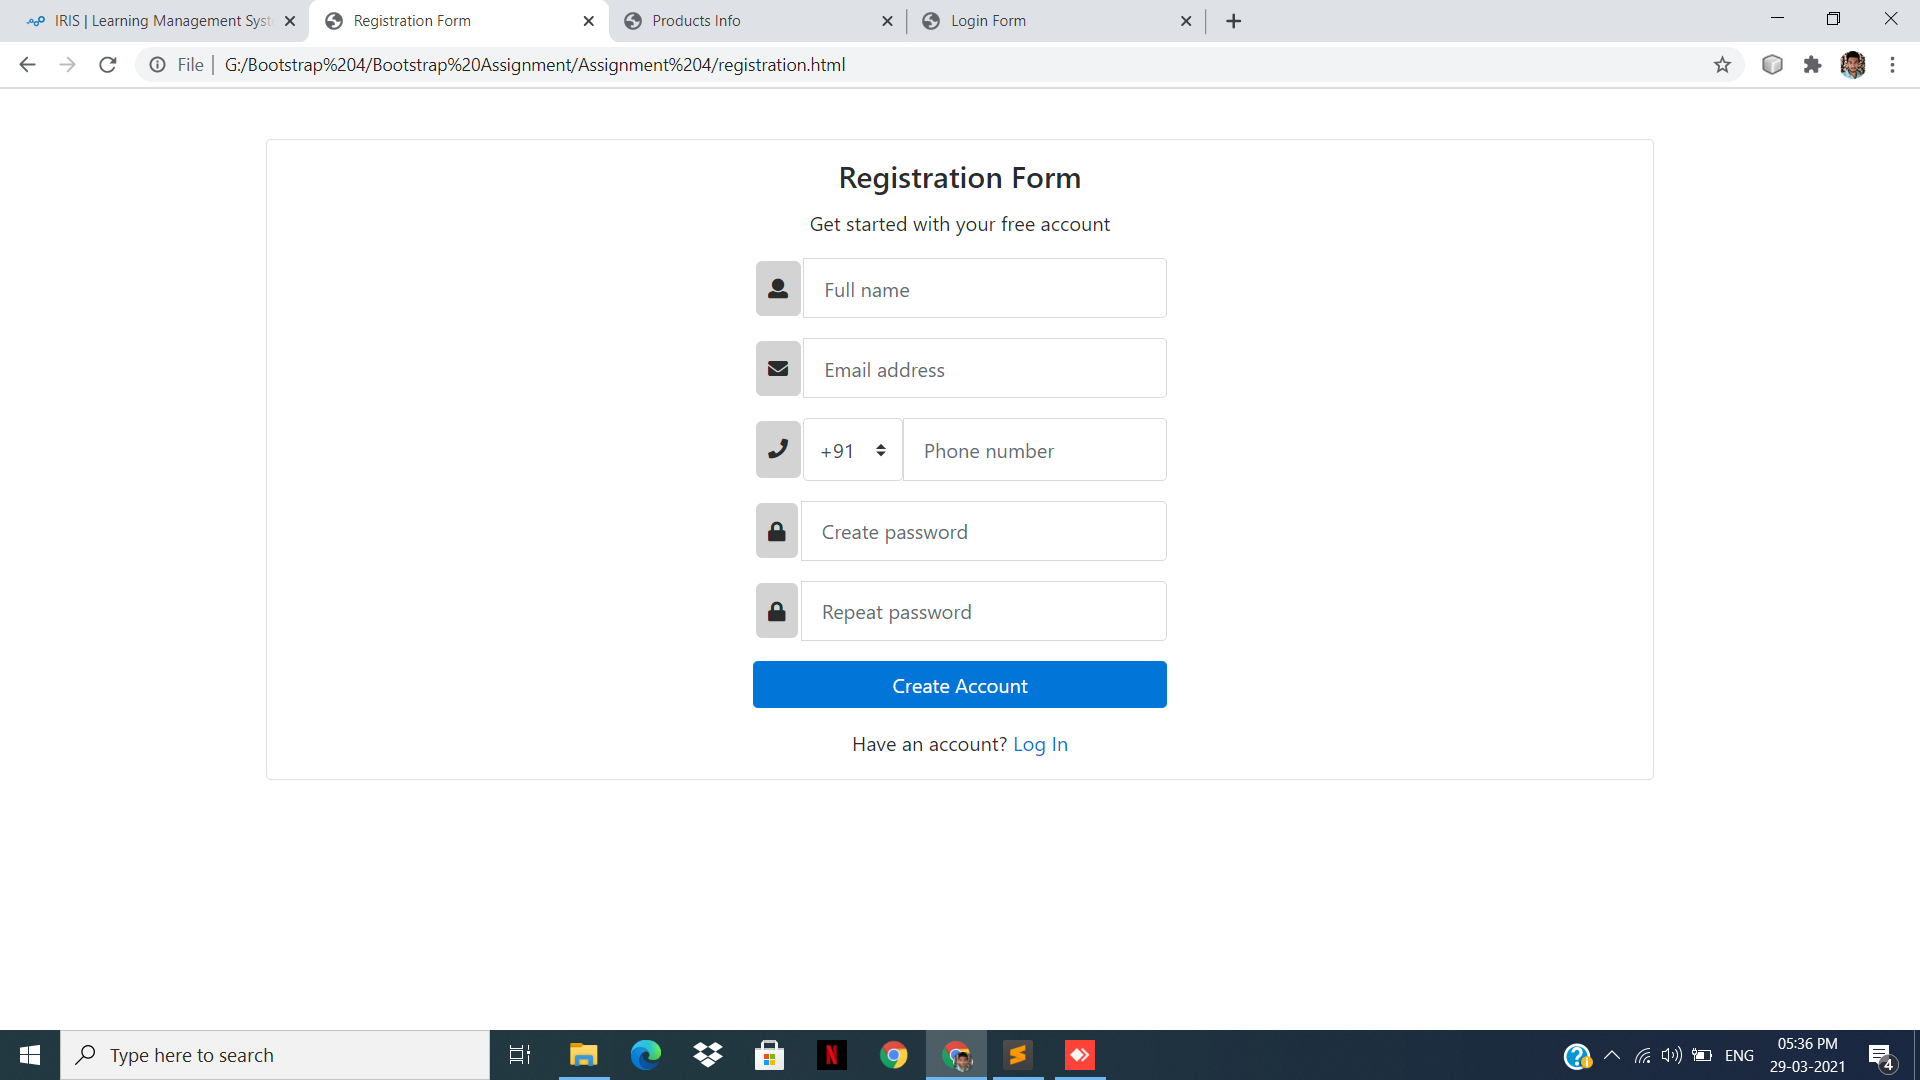 IRIS | Learning Management Syst
Registration Form
Products Info
Login Form
File | G:/Bootstrap%204/Bootstrap%20Assignment/Assignment%204/registration.html
Registration Form
Get started with your free account
Full name
Email address
+91 Phone number
Create password
Repeat password
Create Account
Have an account? Log In
Type here to search
N
S
ENG
05:36 PM
29-03-2021
4